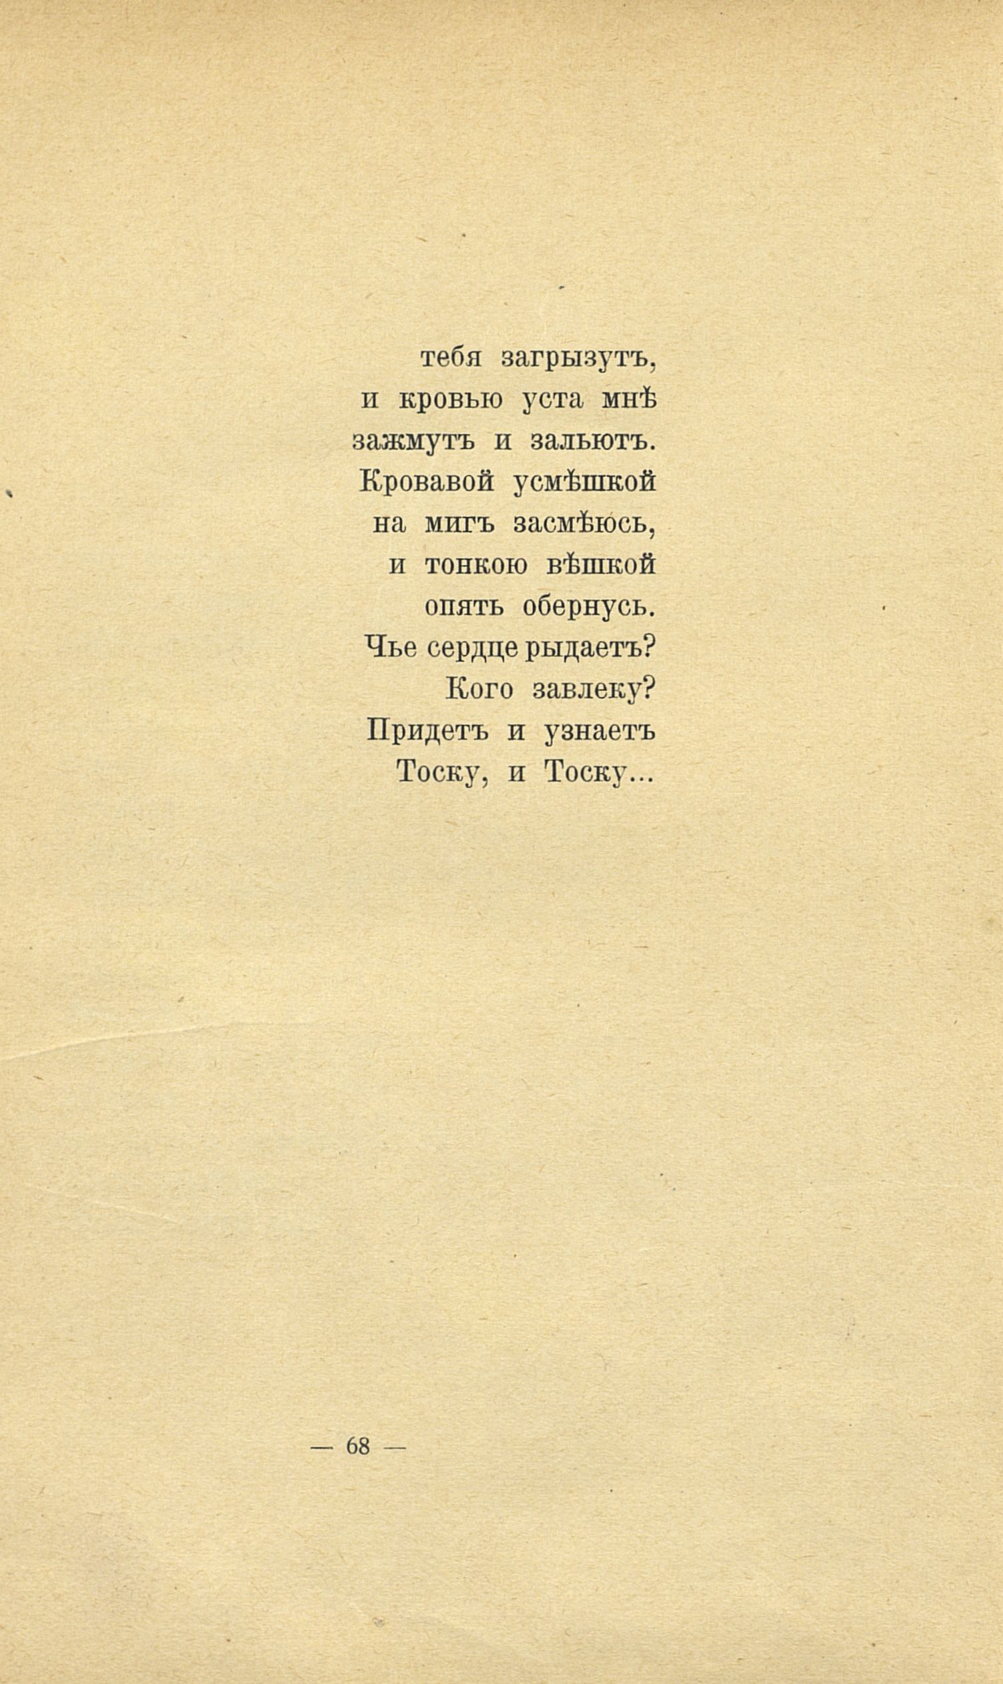 тебя загрызутъ,
и кровью уста мнѣ
зажмутъ и зальютъ.
Кровавой усмѣшкой
на мигъ засмѣюсь,
и тонкою вѣшкой
опять обернусь.
Чье сердце рыдаетъ?
Кого завлеку?
Придетъ и узнаетъ
Тоску, и Тоску...
— 68 —